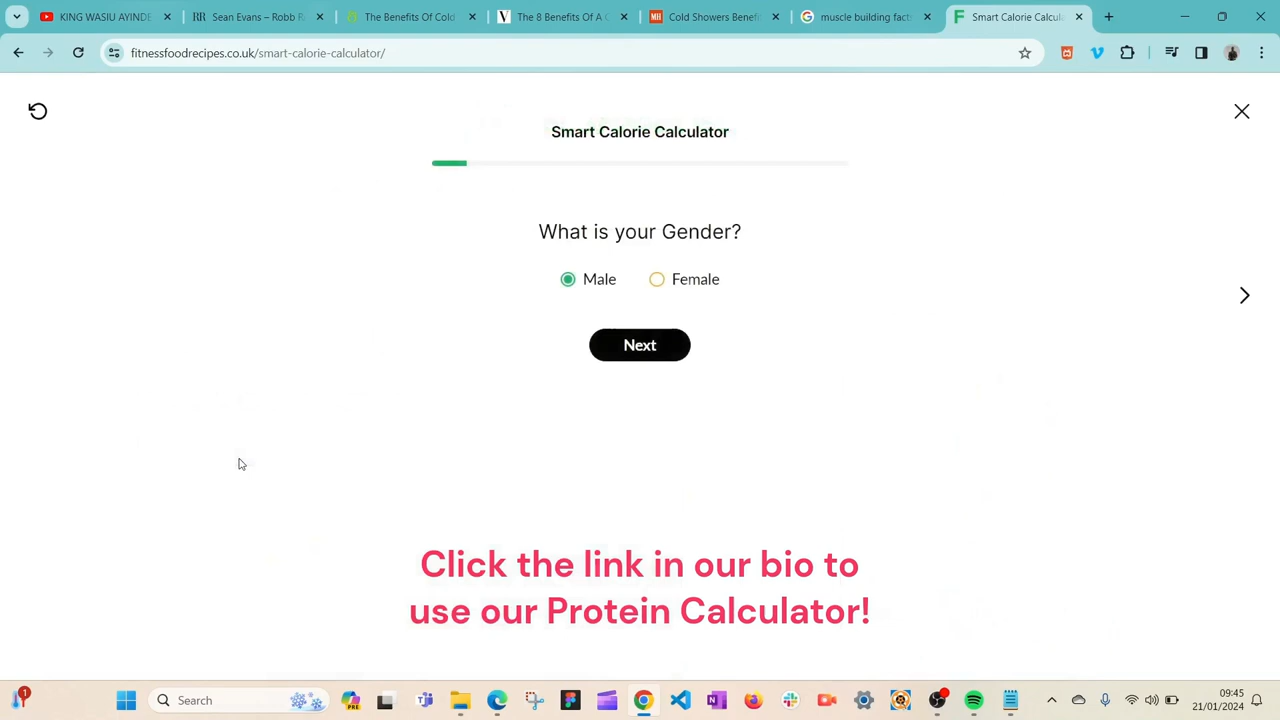 KING WASIU AYINDE
Sean Evans – Robb R
The Benefits Of Cold
The 8 Benefits Of A C
Cold Showers Benefit
muscle building fact
Smart Calorie Calcul
fitnessfoodrecipes.co.uk/smart-calorie-calculator/
Smart Calorie Calculator
What is your Gender?
Male
Female
Next
Click the link in our bio to
use our Protein Calculator!
1
Search
09:45
21/01/2024